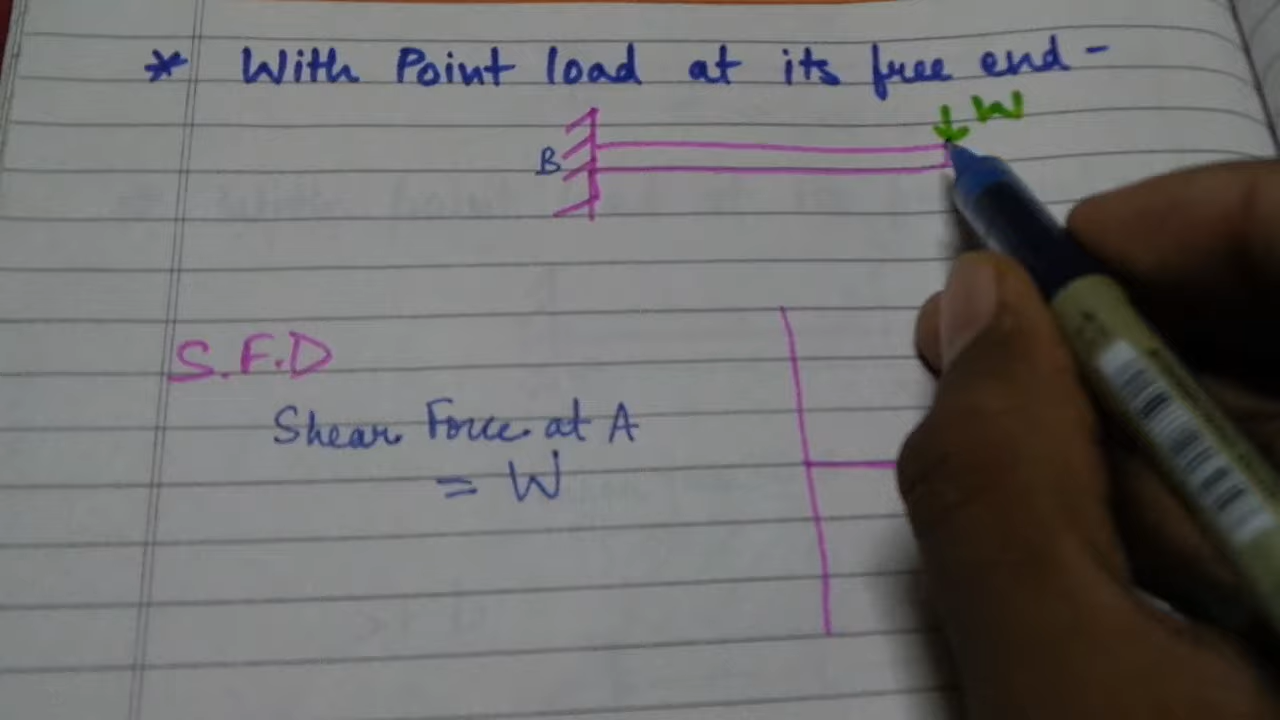 * With Point load at its free end -
W
B
S.F.D
Shear Force at A
= W